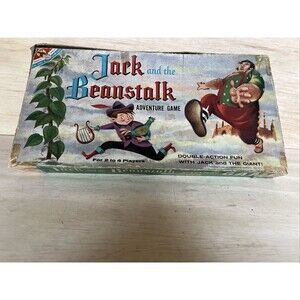 Jack and the
Beanstalk
ADVENTURE GAME
For 2 to 4 Players
DOUBLE-ACTION FUN
WITH JACK and THE GIANT!
Beanstalk